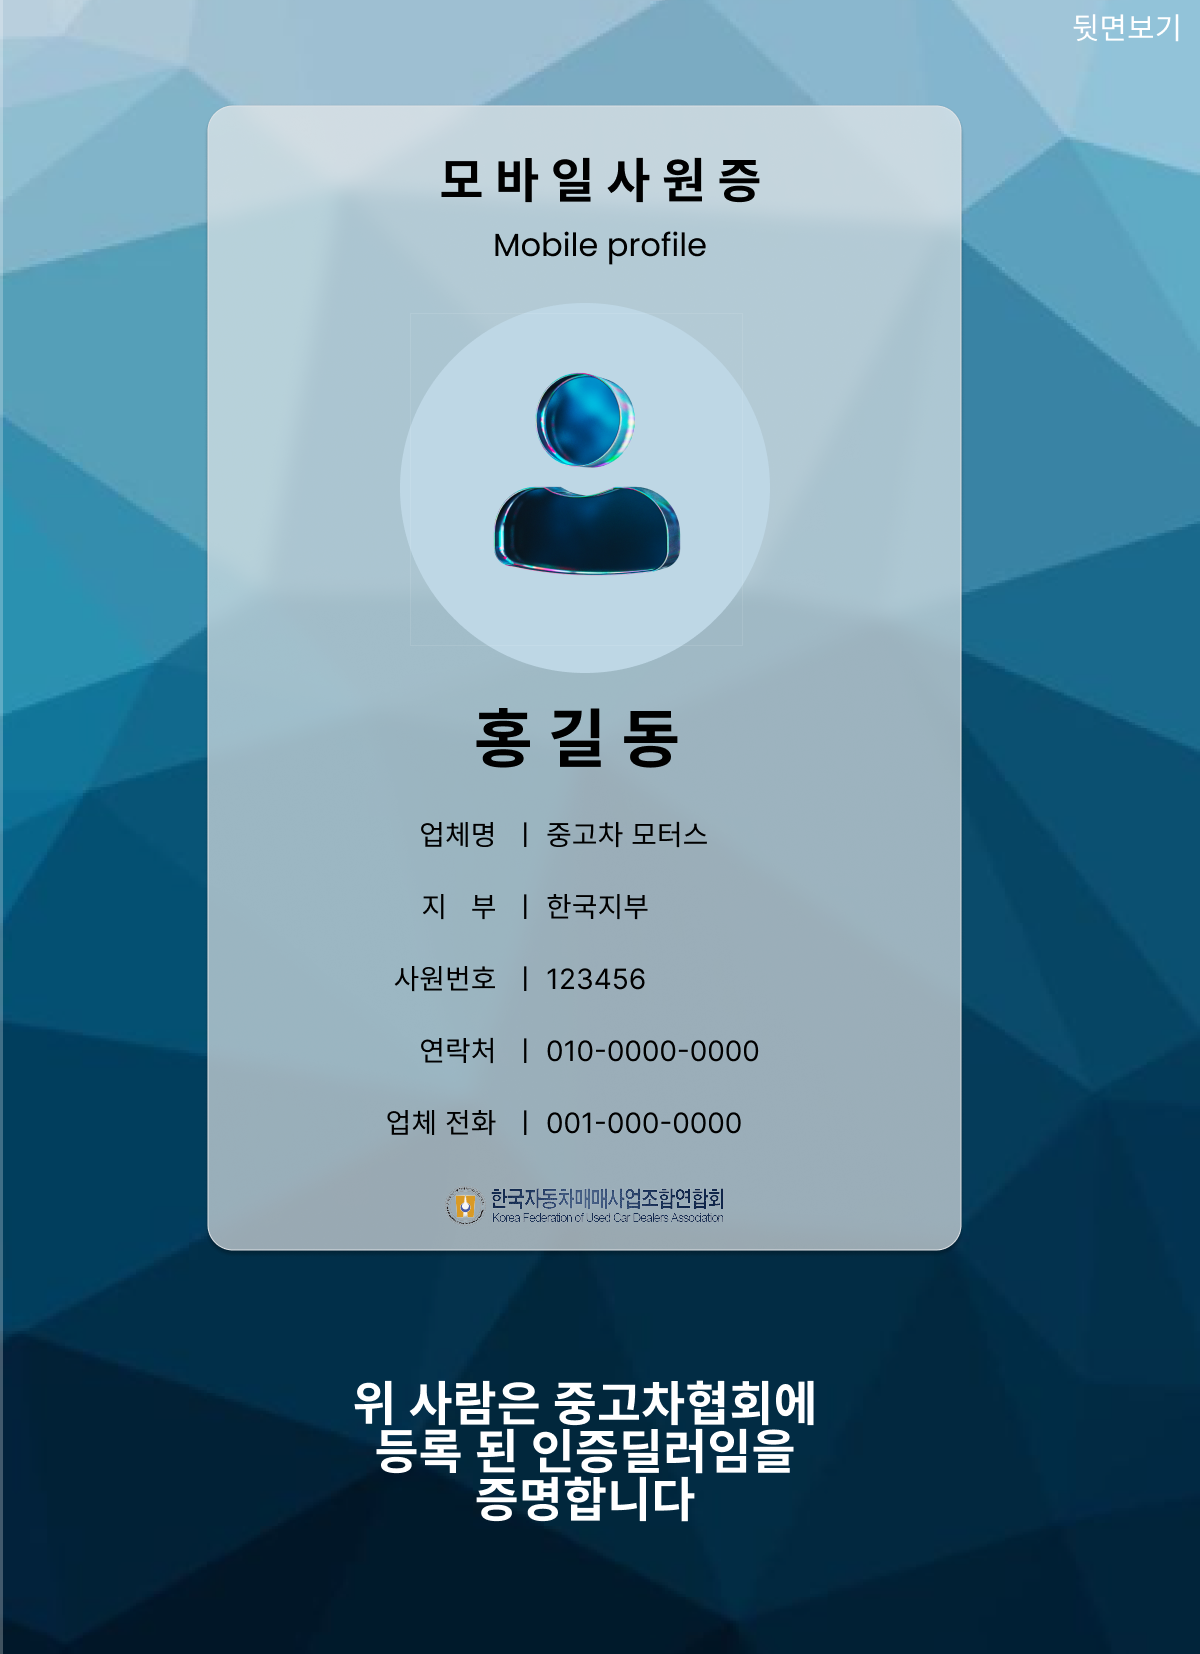 뒷면보기
모바일사원증
Mobile profile
홍길동
업체명 | 중고차 모터스
지 부 | 한국지부
사원번호 | 123456
연락처 | 010-0000-0000
업체 전화 | 001-000-0000
한국자동차매매사업조합연합회
Korea Federation of Used Car Dealers Association
위 사람은 중고차협회에
등록 된 인증딜러임을
증명합니다